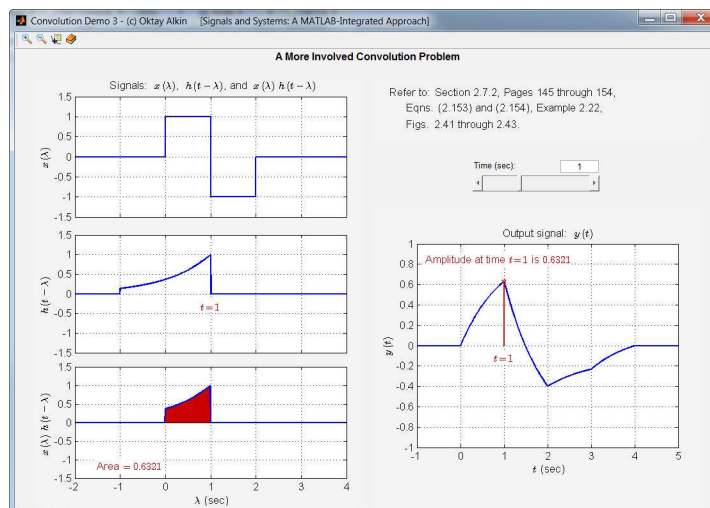 Convolution Demo 3 - (c) Oktay Alkin [Signals and Systems: A MATLAB-Integrated Approach]
A More Involved Convolution Problem
Signals: x(λ), h(t−λ), and x(λ) h(t−λ)
1.5
1
0.5
0
-0.5
-1
-1.5
x(λ)
1.5
1
0.5
0
-0.5
-1
-1.5
h(t−λ)
t=1
1.5
1
0.5
0
-0.5
-1
-1.5
x(λ) h(t−λ)
Area = 0.6321
-2 -1 0 1 2 3 4
λ (sec)
Refer to: Section 2.7.2, Pages 145 through 154,
Eqns. (2.153) and (2.154), Example 2.22,
Figs. 2.41 through 2.43.
Time (sec): 1
Output signal: y(t)
1
0.8
0.6
0.4
0.2
0
-0.2
-0.4
-0.6
-0.8
-1
y(t)
Amplitude at time t=1 is 0.6321
t=1
-1 0 1 2 3 4 5
t (sec)